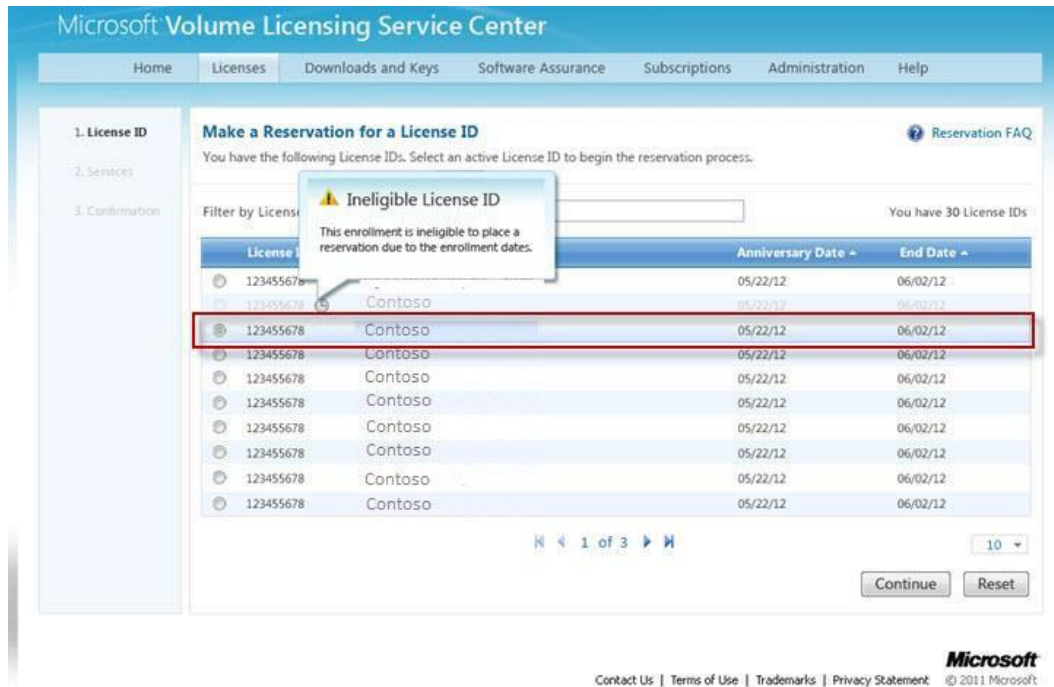 Microsoft Volume Licensing Service Center
Home Licenses Downloads and Keys Software Assurance Subscriptions Administration Help
1. License ID
2. Services
3. Confirmation
Make a Reservation for a License ID
Reservation FAQ
You have the following License IDs. Select an active License ID to begin the reservation process.
Ineligible License ID
This enrollment is ineligible to place a
reservation due to the enrollment dates.
Filter by License
You have 30 License IDs
License Anniversary Date End Date
123455678 05/22/12 06/02/12
123455678 Contoso 05/22/12 06/02/12
123455678 Contoso 05/22/12 06/02/12
123455678 Contoso 05/22/12 06/02/12
123455678 Contoso 05/22/12 06/02/12
123455678 Contoso 05/22/12 06/02/12
123455678 Contoso 05/22/12 06/02/12
123455678 Contoso 05/22/12 06/02/12
123455678 Contoso 05/22/12 06/02/12
123455678 Contoso 05/22/12 06/02/12
1 of 3
10
Continue Reset
Microsoft
Contact Us | Terms of Use | Trademarks | Privacy Statement © 2011 Microsoft